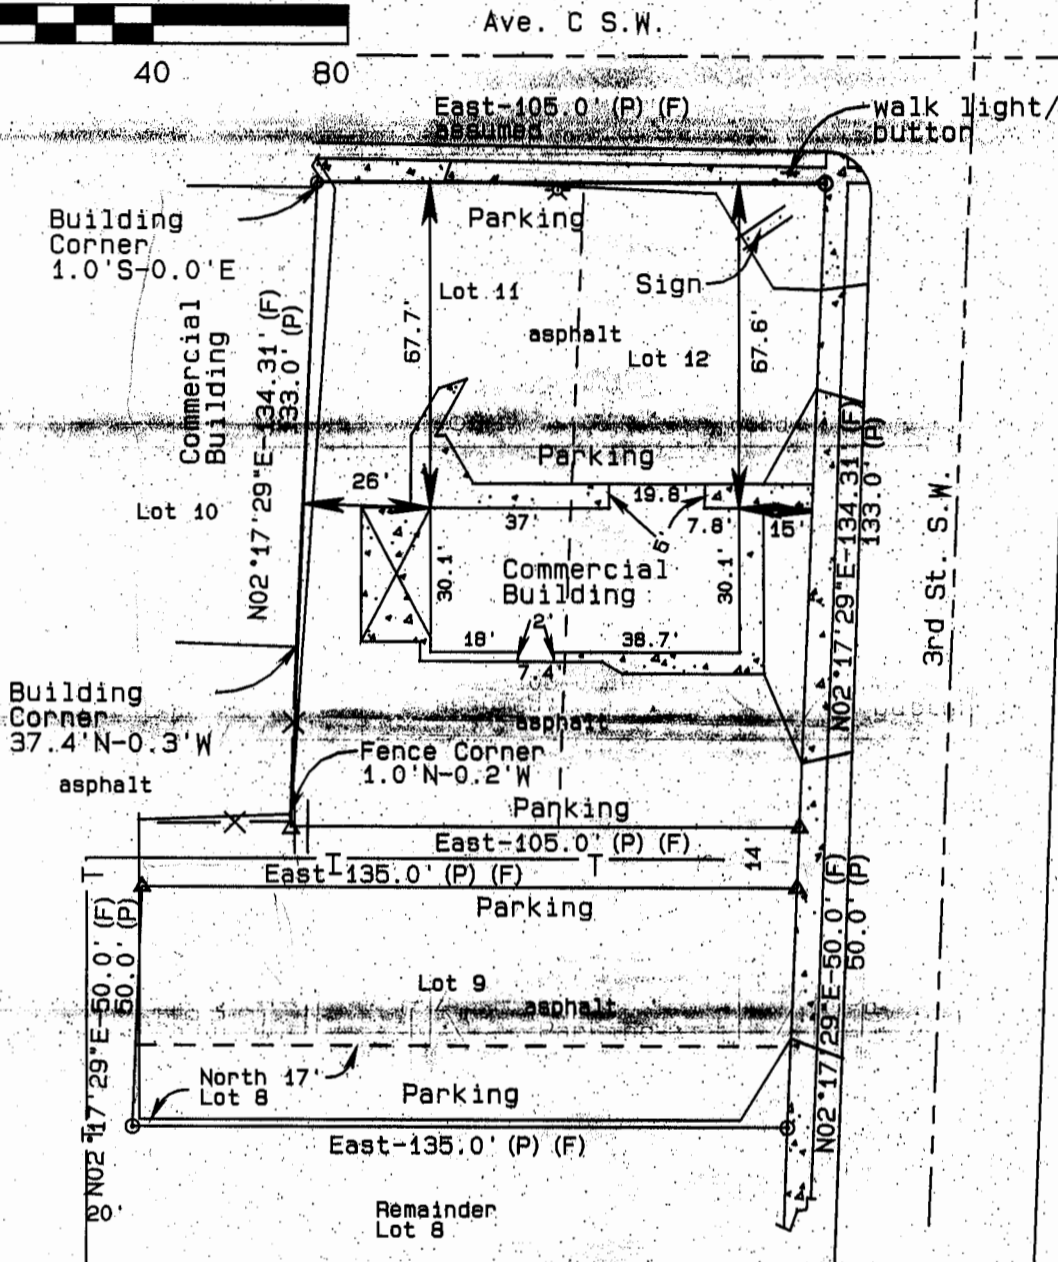 Ave. C S.W.
40
80
East-105.0' (P) (F)
assumed
walk light/
button
Building
Corner
1.0'S-0.0'E
Parking
Sign
Lot 11
asphalt
Lot 12
67.7'
67.6'
Commercial
Building
N02°17'29"E-134.31' (F)
133.0' (P)
Lot 10
Parking
26'
37'
19.8'
7.8'
15'
6'
30.1'
30.1'
Commercial
Building
18'
2'
38.7'
7.4'
N02°17'29"E-134.31 (F)
133.0' (P)
3rd St. S.W.
Building
Corner
37.4'N-0.3'W
asphalt
asphalt
Fence Corner
1.0'N-0.2'W
Parking
East-105.0' (P) (F)
14'
T
T
T
East-135.0' (P) (F)
Parking
N02°17'29"E-50.0' (F)
50.0' (P)
N02°17'29"E-50.0' (F)
50.0' (P)
Lot 9
asphalt
North 17'
Lot 8
Parking
East-135.0' (P) (F)
20'
Remainder
Lot 8